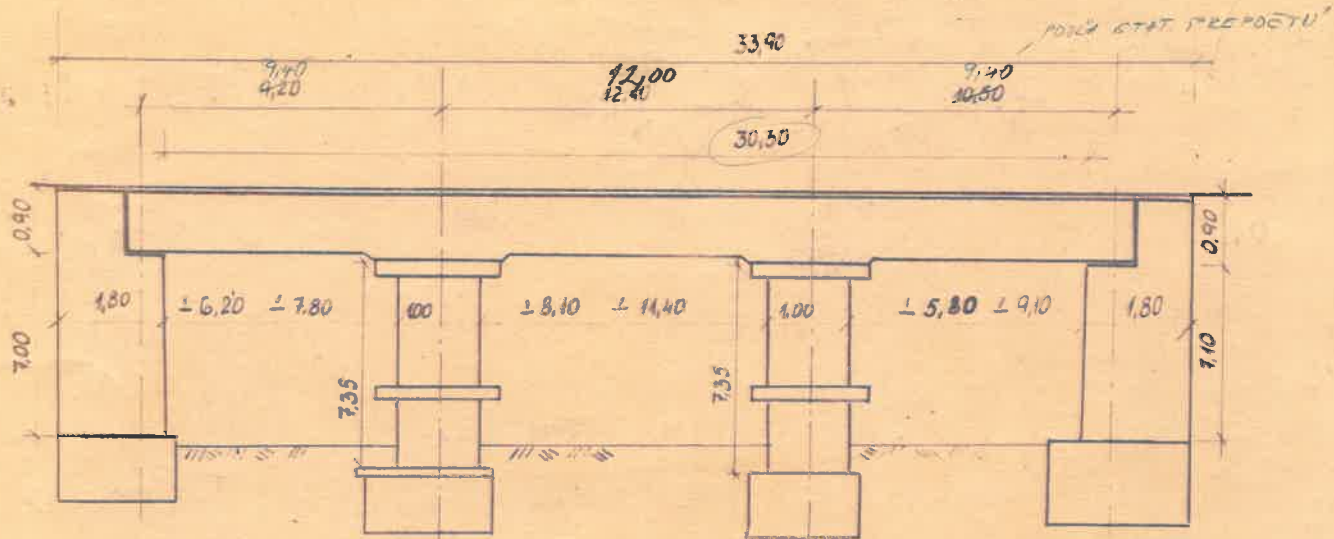 PODĽA STAT. PREPOČTU
33,90
9,40 12,00 9,40
9,20 12,40 10,50
30,30
0,90 0,90
1,80 ⊥ 6,20 ⊥ 7.80 100 ⊥ 8,10 ⊥ 11,40 1.00 ⊥ 5,80 ⊥ 9,10 1,80
7.00 7,35 7,35 7,10